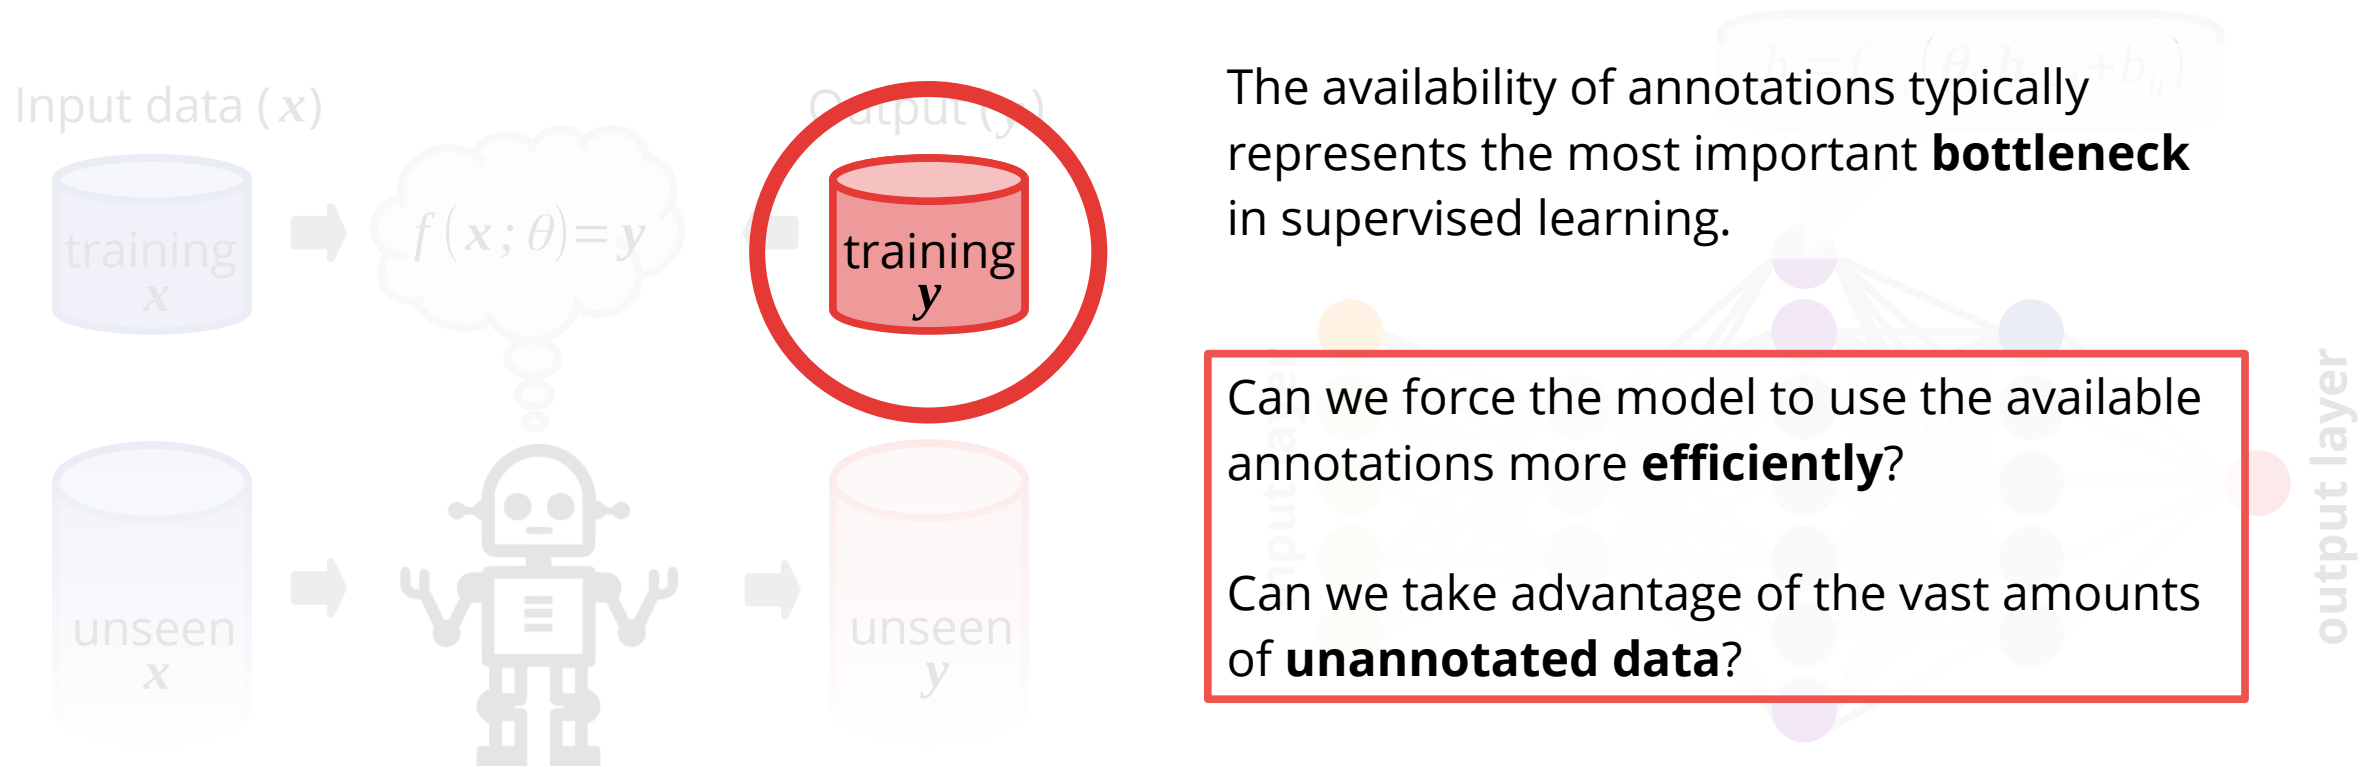 Input data (x)
Output (y)
training
x
f(x;θ)=y
training
y
unseen
x
unseen
y
The availability of annotations typically
represents the most important bottleneck
in supervised learning.
Can we force the model to use the available
annotations more efficiently?
Can we take advantage of the vast amounts
of unannotated data?
output layer